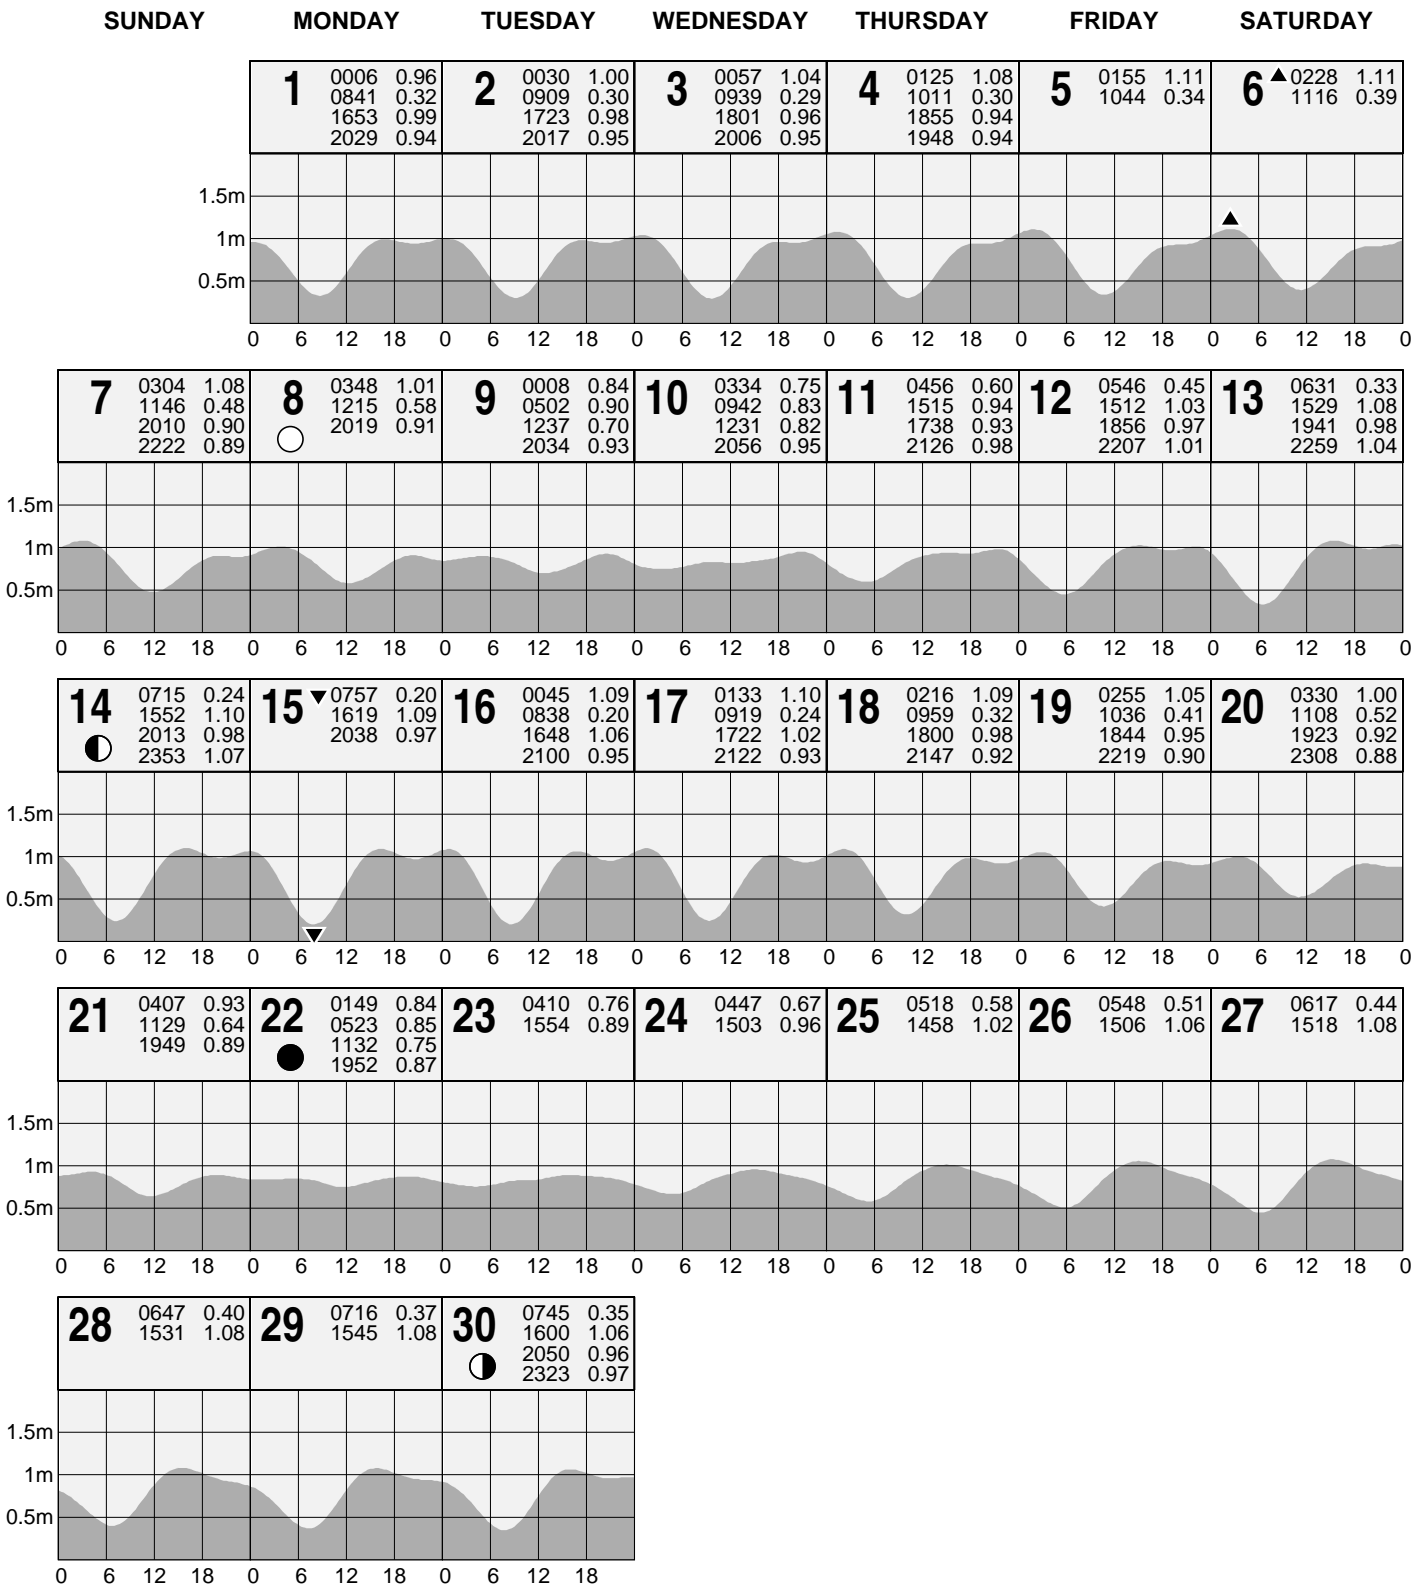 SUNDAY MONDAY TUESDAY WEDNESDAY THURSDAY FRIDAY SATURDAY
1 0006 0.96
0841 0.32
1653 0.99
2029 0.94
2 0030 1.00
0909 0.30
1723 0.98
2017 0.95
3 0057 1.04
0939 0.29
1801 0.96
2006 0.95
4 0125 1.08
1011 0.30
1855 0.94
1948 0.94
5 0155 1.11
1044 0.34
6 0228 1.11
1116 0.39
1.5m
1m
0.5m
0 6 12 18 0 6 12 18 0 6 12 18 0 6 12 18 0 6 12 18 0 6 12 18 0
7 0304 1.08
1146 0.48
2010 0.90
2222 0.89
8 0348 1.01
1215 0.58
2019 0.91
9 0008 0.84
0502 0.90
1237 0.70
2034 0.93
10 0334 0.75
0942 0.83
1231 0.82
2056 0.95
11 0456 0.60
1515 0.94
1738 0.93
2126 0.98
12 0546 0.45
1512 1.03
1856 0.97
2207 1.01
13 0631 0.33
1529 1.08
1941 0.98
2259 1.04
1.5m
1m
0.5m
0 6 12 18 0 6 12 18 0 6 12 18 0 6 12 18 0 6 12 18 0 6 12 18 0 6 12 18 0
14 0715 0.24
1552 1.10
2013 0.98
2353 1.07
15 0757 0.20
1619 1.09
2038 0.97
16 0045 1.09
0838 0.20
1648 1.06
2100 0.95
17 0133 1.10
0919 0.24
1722 1.02
2122 0.93
18 0216 1.09
0959 0.32
1800 0.98
2147 0.92
19 0255 1.05
1036 0.41
1844 0.95
2219 0.90
20 0330 1.00
1108 0.52
1923 0.92
2308 0.88
1.5m
1m
0.5m
0 6 12 18 0 6 12 18 0 6 12 18 0 6 12 18 0 6 12 18 0 6 12 18 0 6 12 18 0
21 0407 0.93
1129 0.64
1949 0.89
22 0149 0.84
0523 0.85
1132 0.75
1952 0.87
23 0410 0.76
1554 0.89
24 0447 0.67
1503 0.96
25 0518 0.58
1458 1.02
26 0548 0.51
1506 1.06
27 0617 0.44
1518 1.08
1.5m
1m
0.5m
0 6 12 18 0 6 12 18 0 6 12 18 0 6 12 18 0 6 12 18 0 6 12 18 0 6 12 18 0
28 0647 0.40
1531 1.08
29 0716 0.37
1545 1.08
30 0745 0.35
1600 1.06
2050 0.96
2323 0.97
1.5m
1m
0.5m
0 6 12 18 0 6 12 18 0 6 12 18